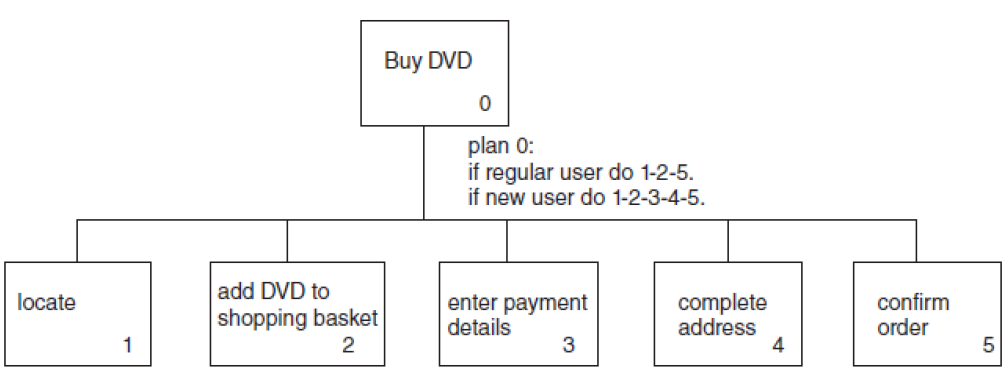 Buy DVD
0
plan 0:
if regular user do 1-2-5.
if new user do 1-2-3-4-5.
locate
1
add DVD to
shopping basket
2
enter payment
details
3
complete
address
4
confirm
order
5